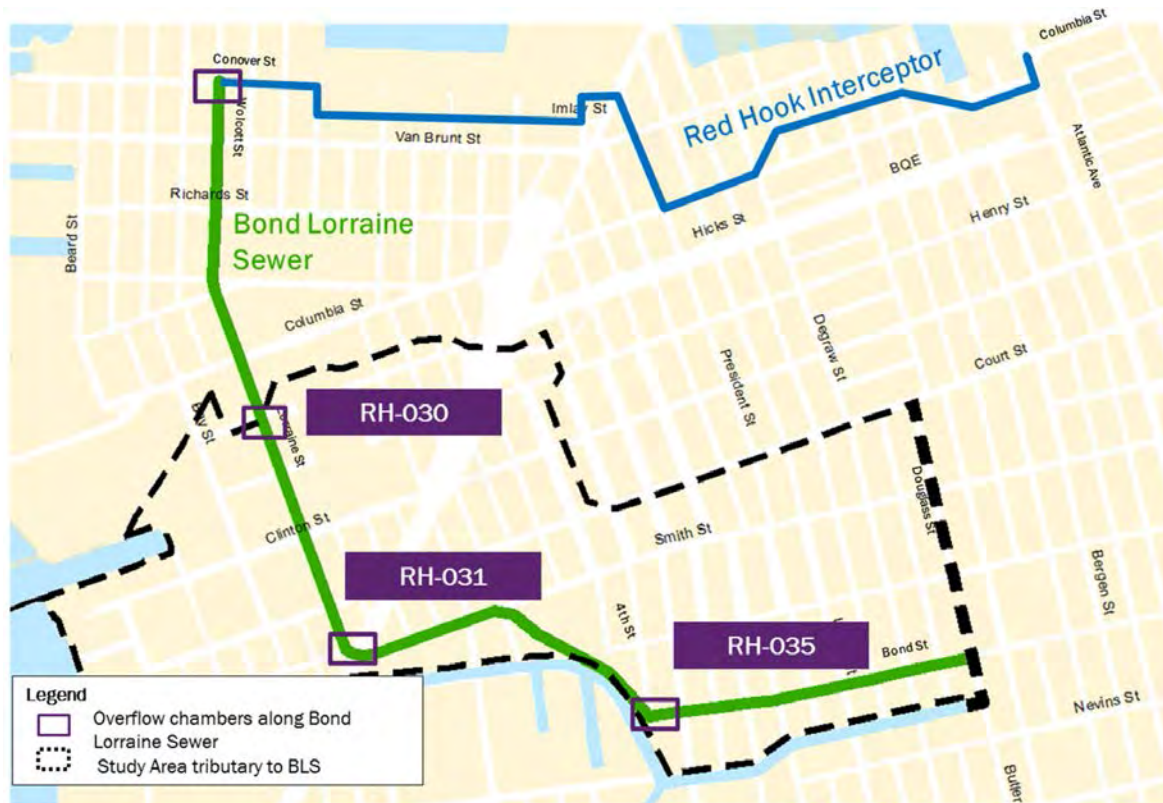 Columbia St
Conover St
Red Hook Interceptor
Imlay St
Wolcott St
Van Brunt St
Atlantic Ave
BQE
Richards St
Henry St
Hicks St
Beard St
Bond Lorraine
Sewer
Columbia St
Degraw St
Court St
President St
RH-030
Bay St
Lorraine St
Douglass St
Clinton St
Smith St
Bergen St
RH-031
4th St
RH-035
Bond St
Nevins St
Butler
Legend
Overflow chambers along Bond
Lorraine Sewer
Study Area tributary to BLS